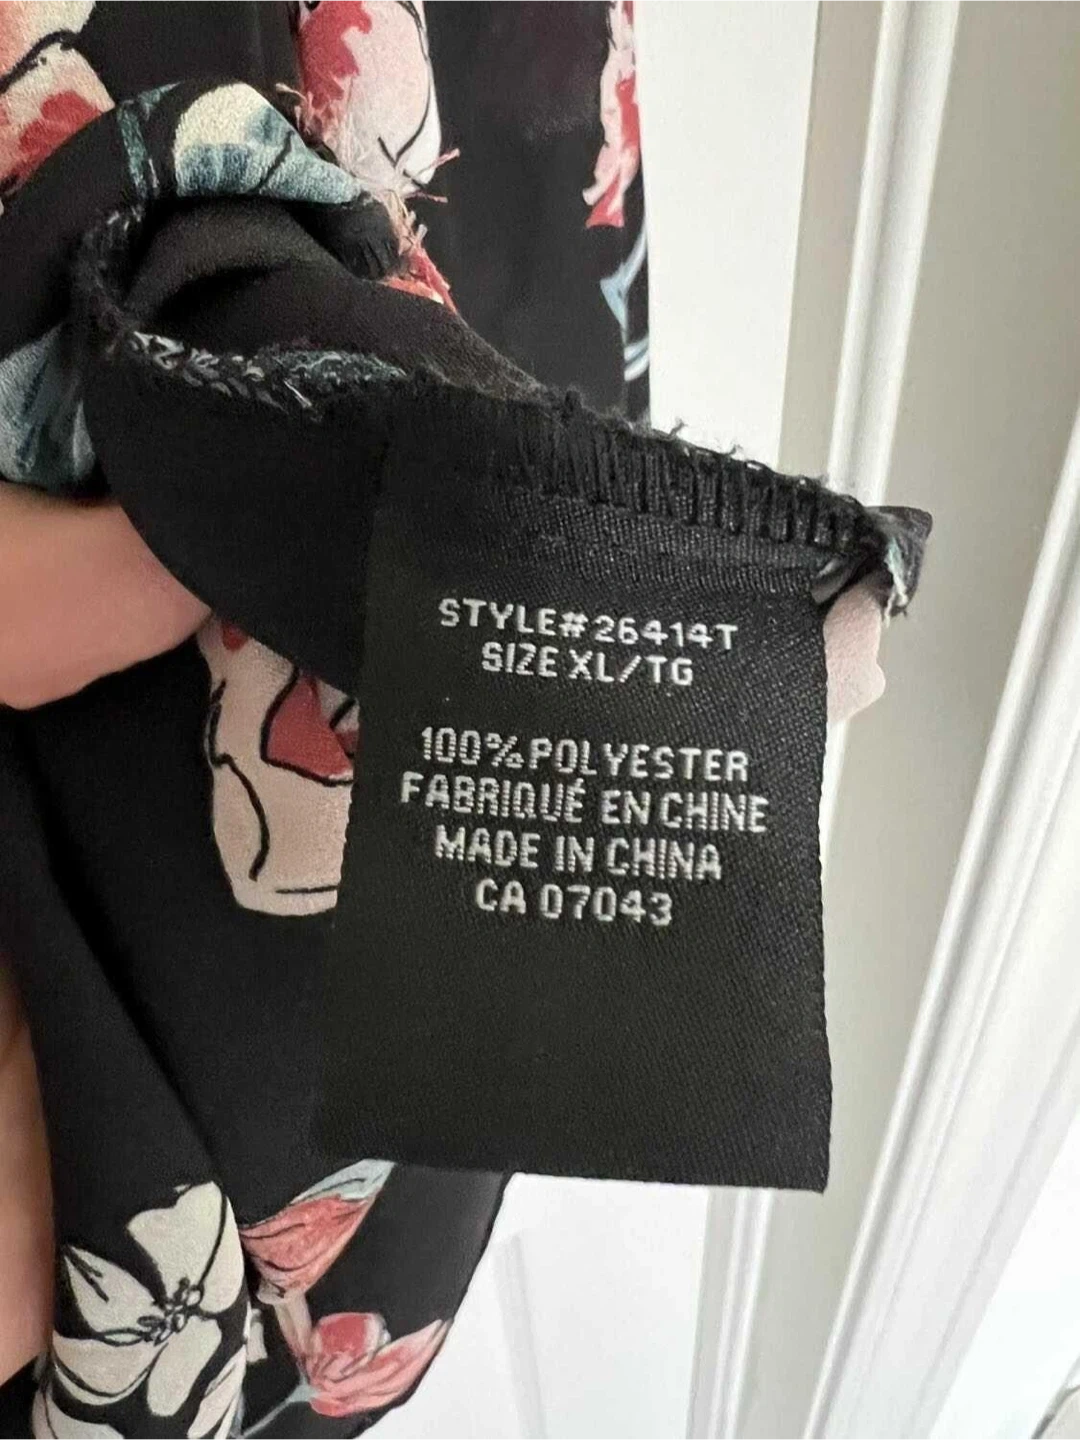 STYLE#26414T
SIZE XL/TG
100%POLYESTER
FABRIQUÉ EN CHINE
MADE IN CHINA
CA 07043